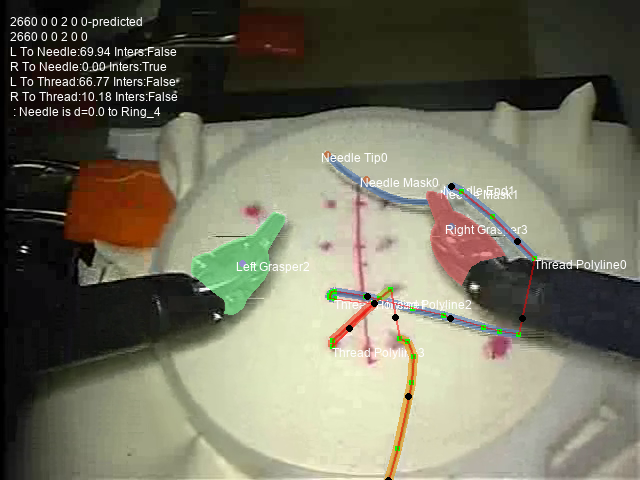 2660 0 0 2 0 0-predicted
2660 0 0 2 0 0
L To Needle:69.94 Inters:False
R To Needle:0.00 Inters:True
L To Thread:66.77 Inters:False
R To Thread:10.18 Inters:False
: Needle is d=0.0 to Ring_4
Needle Tip0
Needle Mask0
Needle End1
Right Grasper3
Left Grasper2
Thread Polyline0
Polyline2
Thread Polyline3